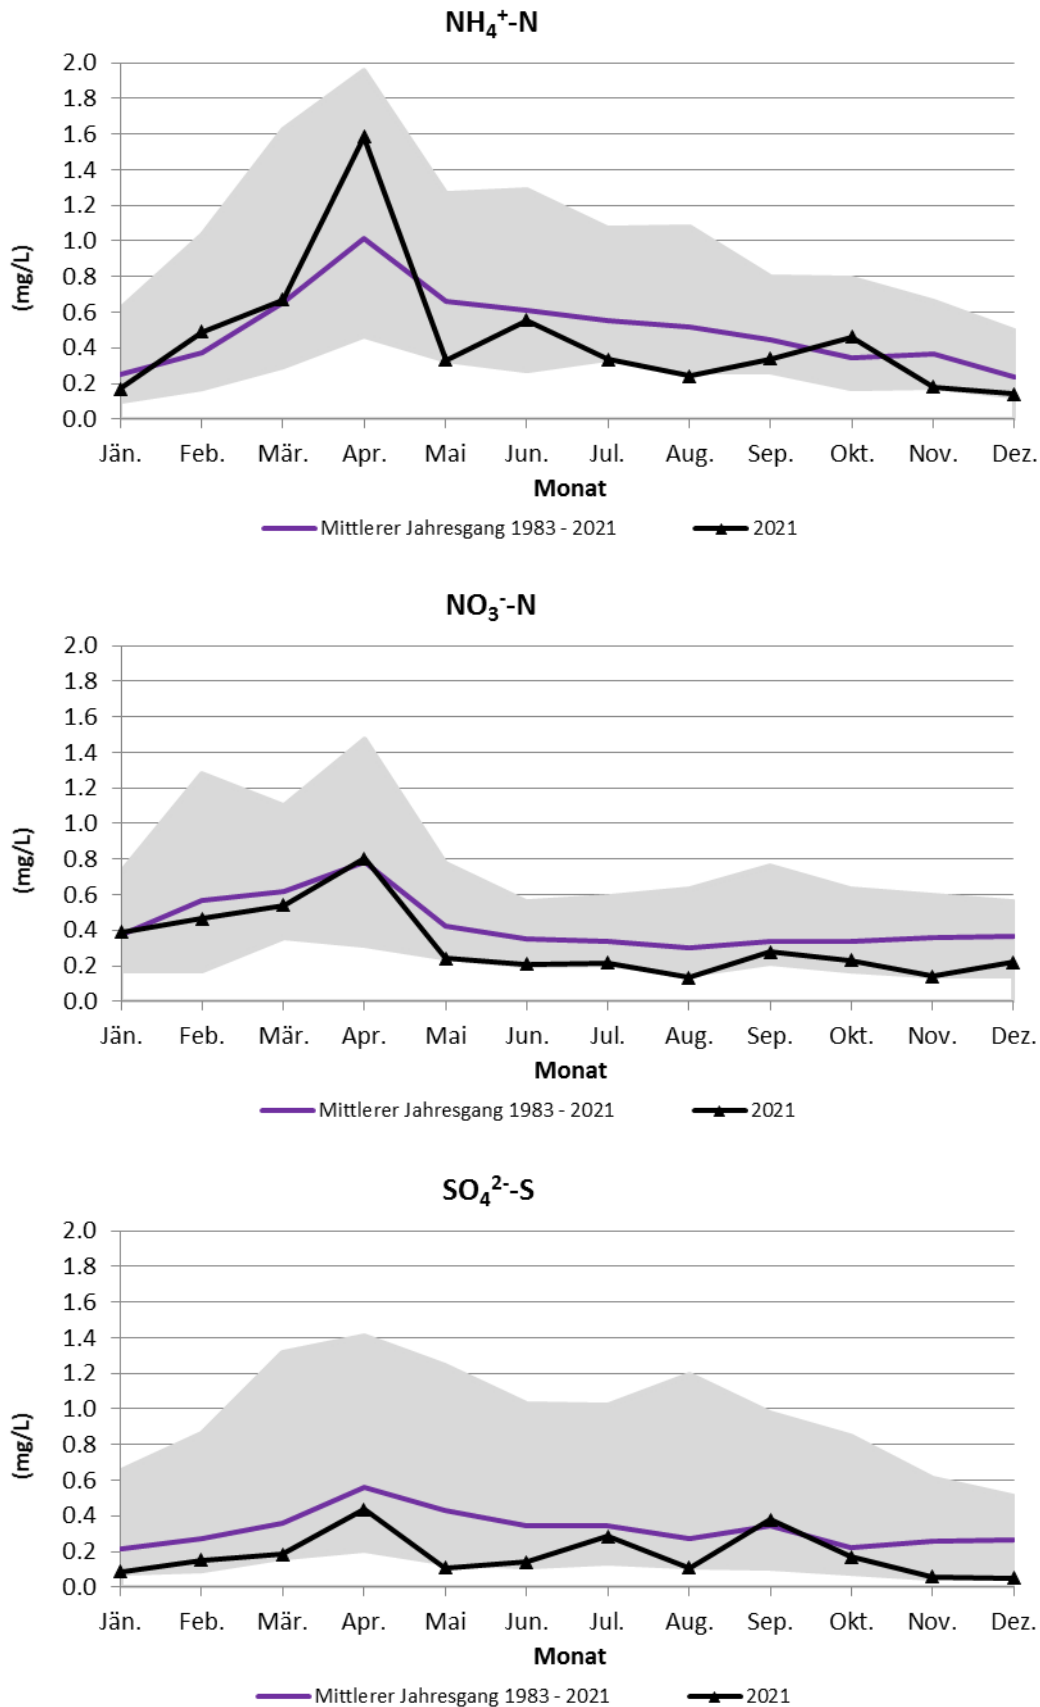 NH₄⁺-N
2.0
1.8
1.6
1.4
1.2
1.0
0.8
0.6
0.4
0.2
0.0
(mg/L)
Jän. Feb. Mär. Apr. Mai Jun. Jul. Aug. Sep. Okt. Nov. Dez.
Monat
Mittlerer Jahresgang 1983 - 2021 2021
NO₃⁻-N
2.0
1.8
1.6
1.4
1.2
1.0
0.8
0.6
0.4
0.2
0.0
(mg/L)
Jän. Feb. Mär. Apr. Mai Jun. Jul. Aug. Sep. Okt. Nov. Dez.
Monat
Mittlerer Jahresgang 1983 - 2021 2021
SO₄²⁻-S
2.0
1.8
1.6
1.4
1.2
1.0
0.8
0.6
0.4
0.2
0.0
(mg/L)
Jän. Feb. Mär. Apr. Mai Jun. Jul. Aug. Sep. Okt. Nov. Dez.
Monat
Mittlerer Jahresgang 1983 - 2021 2021